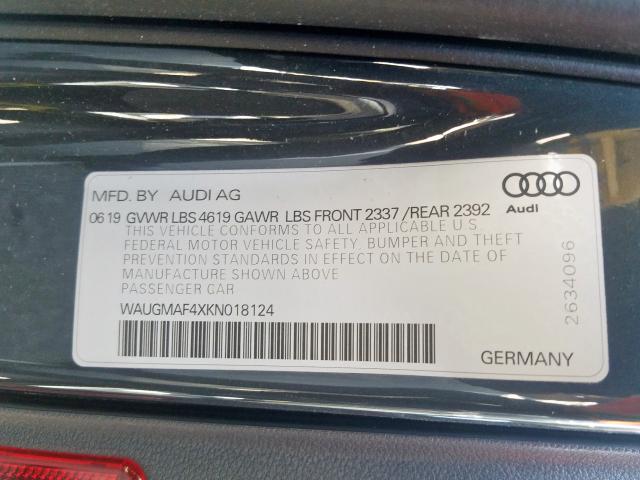 MFD. BY AUDI AG
06 19 GVWR LBS 4619 GAWR LBS FRONT 2337 /REAR 2392
Audi
THIS VEHICLE CONFORMS TO ALL APPLICABLE U.S.
FEDERAL MOTOR VEHICLE SAFETY, BUMPER AND THEFT
PREVENTION STANDARDS IN EFFECT ON THE DATE OF
MANUFACTURE SHOWN ABOVE
PASSENGER CAR
WAUGMAF4XKN018124
2634096
GERMANY